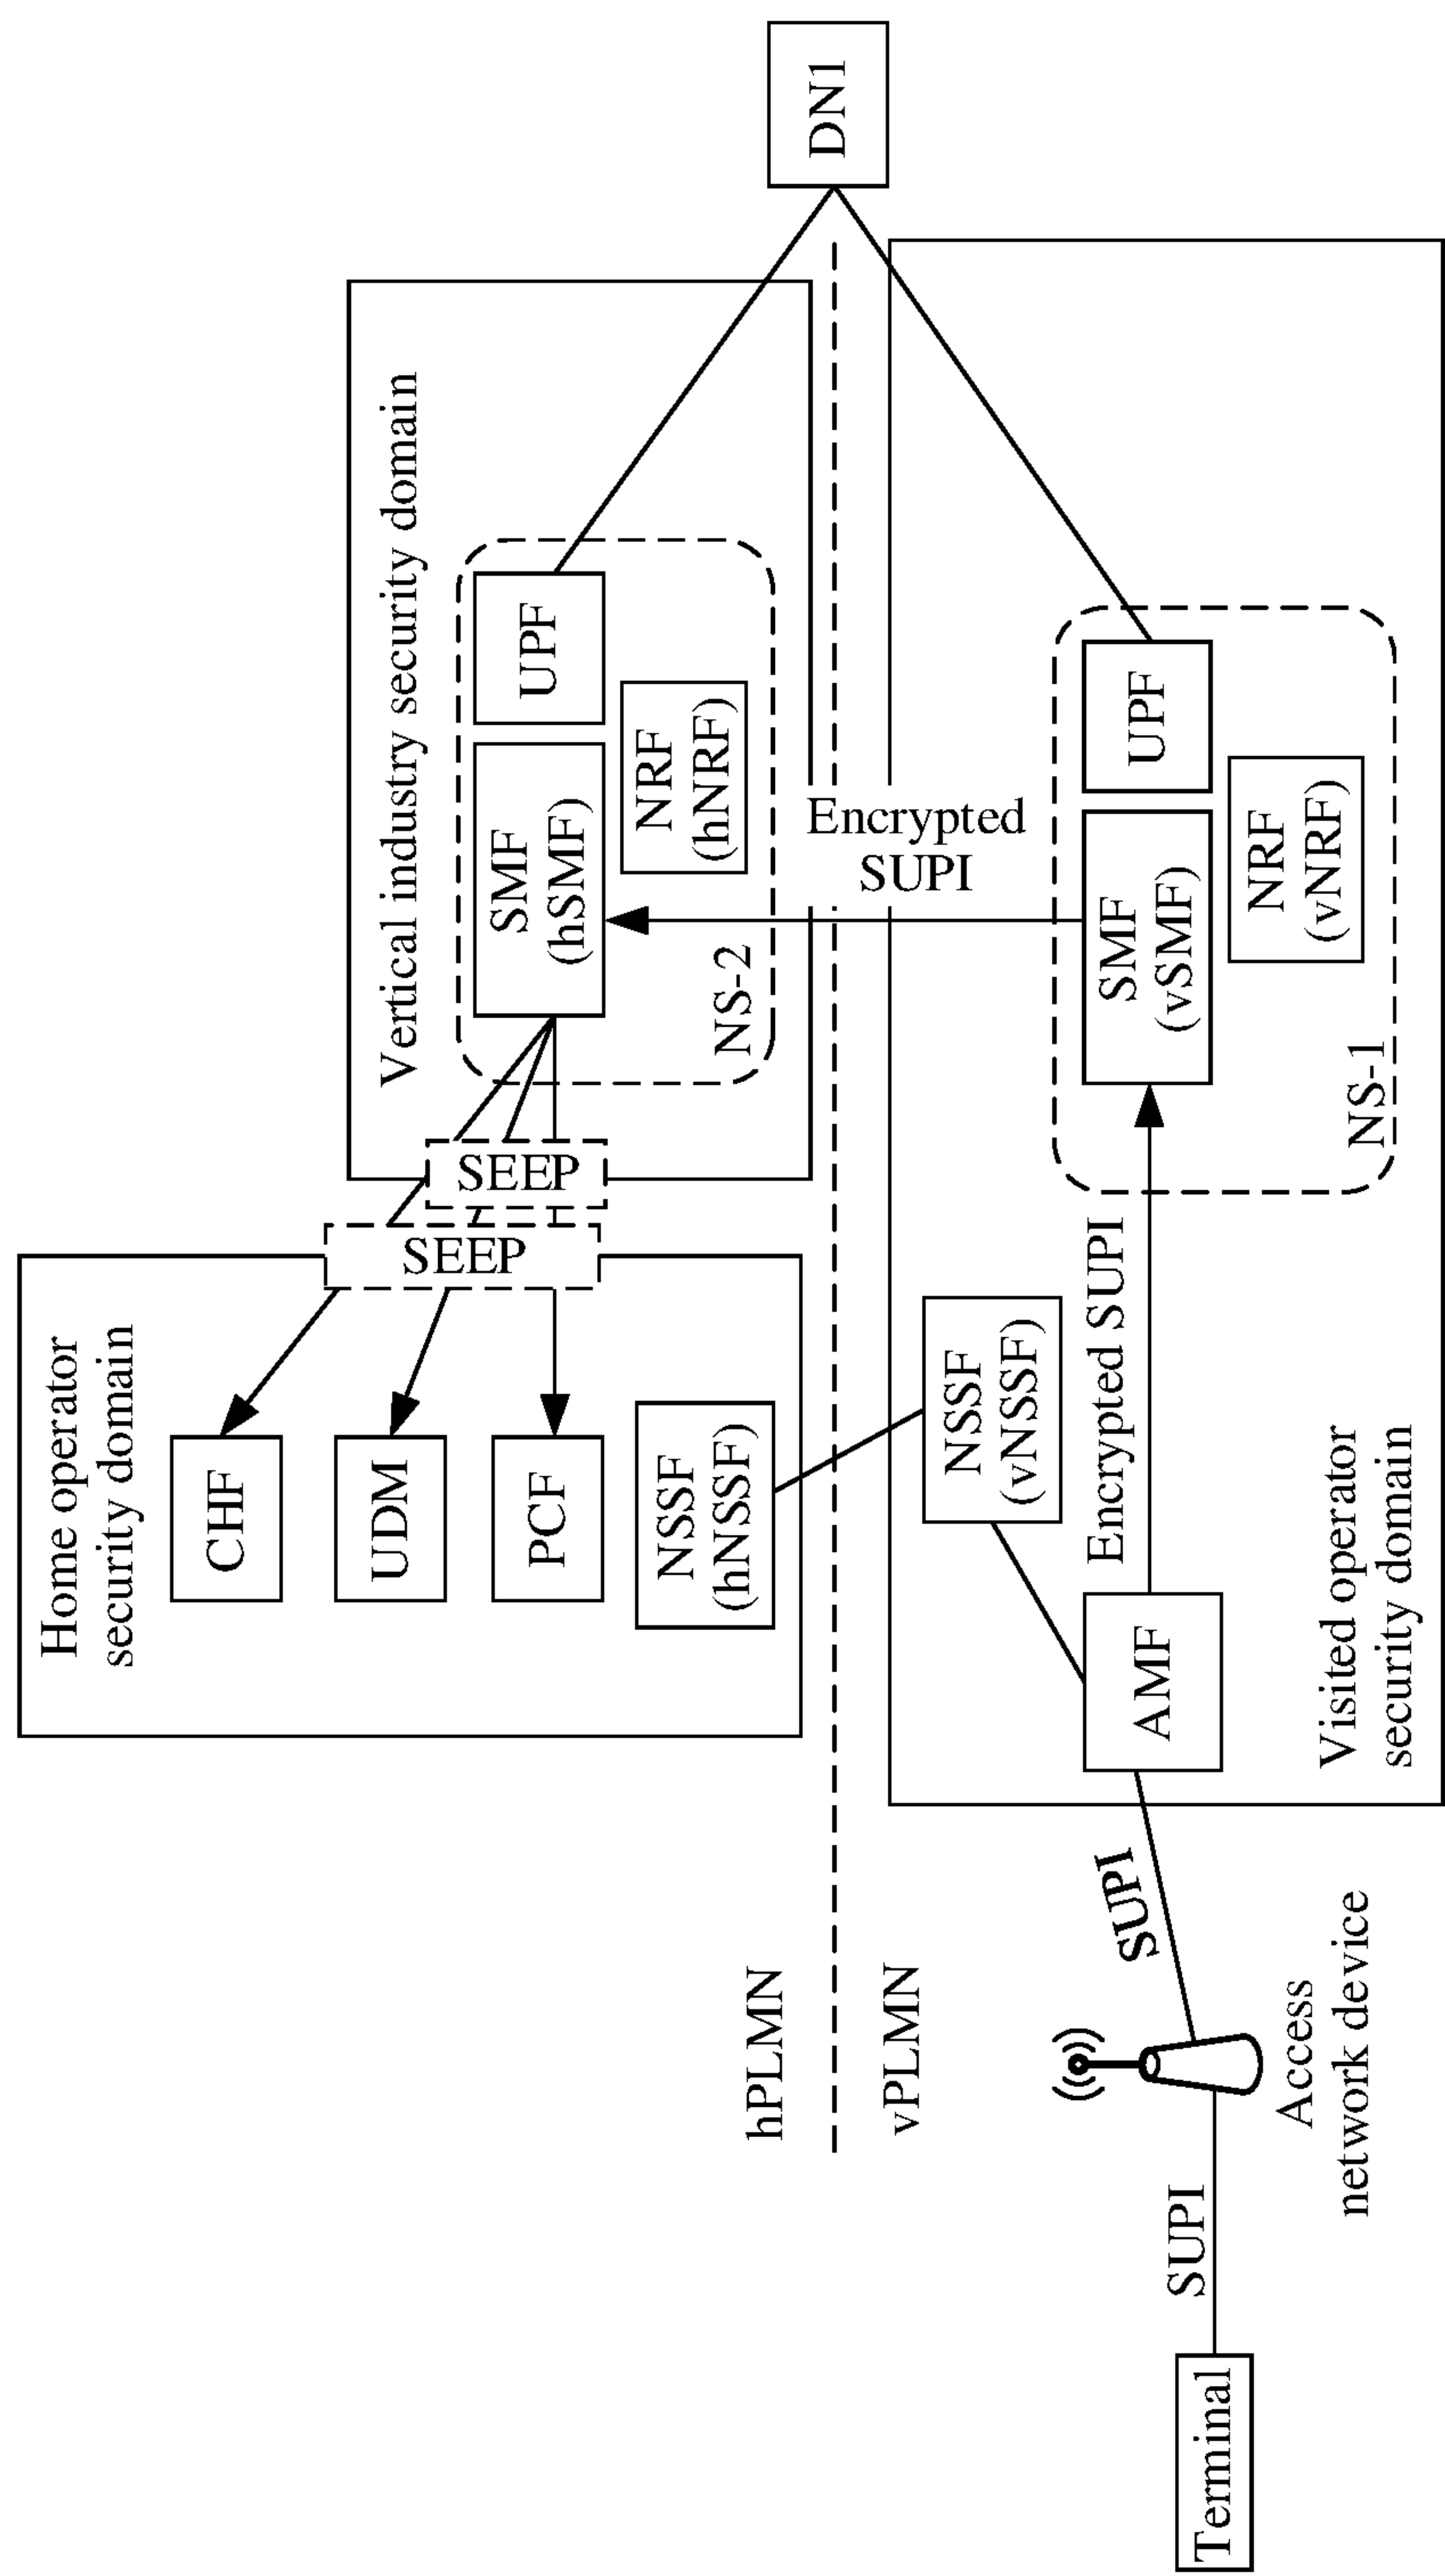 Home operator
security domain
CHF
UDM
PCF
NSSF
(hNSSF)
SEEP
SEEP
Vertical industry security domain
SMF
(hSMF)
UPF
NRF
(hNRF)
NS-2
DN1
hPLMN
vPLMN
Encrypted
SUPI
Terminal
SUPI
Access
network device
SUPI
AMF
NSSF
(vNSSF)
Encrypted SUPI
SMF
(vSMF)
UPF
NRF
(vNRF)
NS-1
Visited operator
security domain